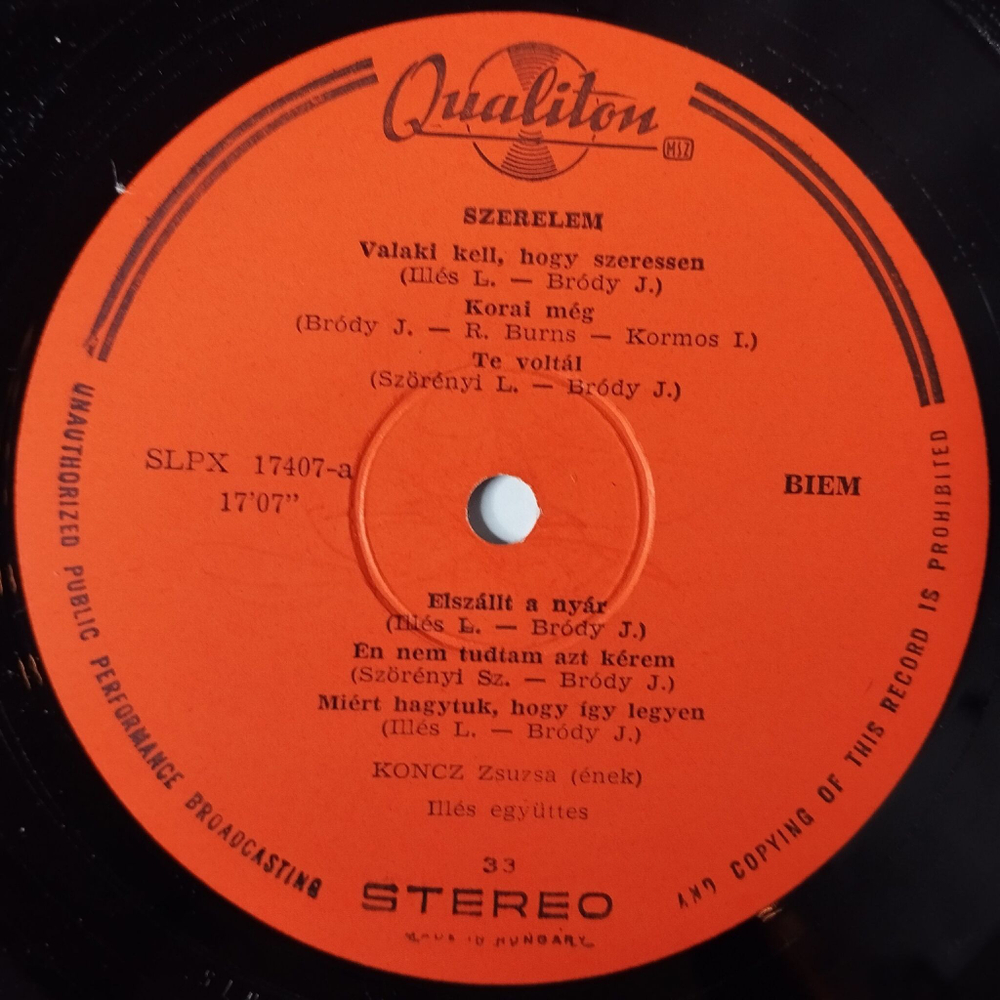 Qualiton
MSZ
SZERELEM
Valaki kell, hogy szeressen
(Illés L. — Bródy J.)
Korai még
(Bródy J. — R. Burns — Kormos I.)
Te voltál
(Szörényi L. — Bródy J.)
SLPX 17407-a
17'07”
BIEM
Elszállt a nyár
(Illés L. — Bródy J.)
En nem tudtam azt kérem
(Szörényi Sz. — Bródy J.)
Miért hagytuk, hogy így legyen
(Illés L. — Bródy J.)
KONCZ Zsuzsa (ének)
Illés együttes
33
STEREO
MADE IN HUNGARY
UNAUTHORIZED PUBLIC PERFORMANCE BROADCASTING
AND COPYING OF THIS RECORD IS PROHIBITED